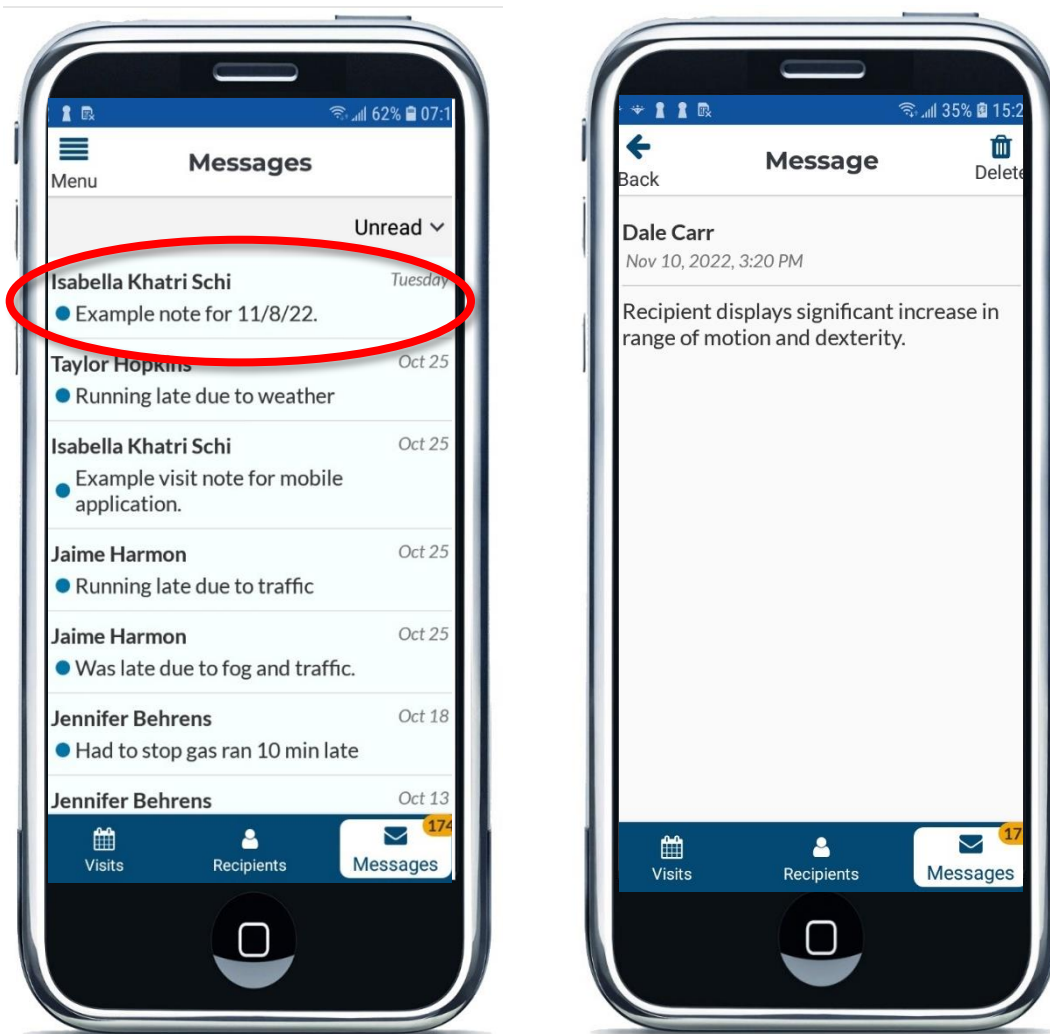 62% 07:1
Menu
Messages
Unread
Isabella Khatri Schi
Tuesday
Example note for 11/8/22.
Taylor Hopkins
Oct 25
Running late due to weather
Isabella Khatri Schi
Oct 25
Example visit note for mobile
application.
Jaime Harmon
Oct 25
Running late due to traffic
Jaime Harmon
Oct 25
Was late due to fog and traffic.
Jennifer Behrens
Oct 18
Had to stop gas ran 10 min late
Jennifer Behrens
Oct 13
174
Visits
Recipients
Messages
35% 15:2
Back
Message
Delete
Dale Carr
Nov 10, 2022, 3:20 PM
Recipient displays significant increase in
range of motion and dexterity.
17
Visits
Recipients
Messages